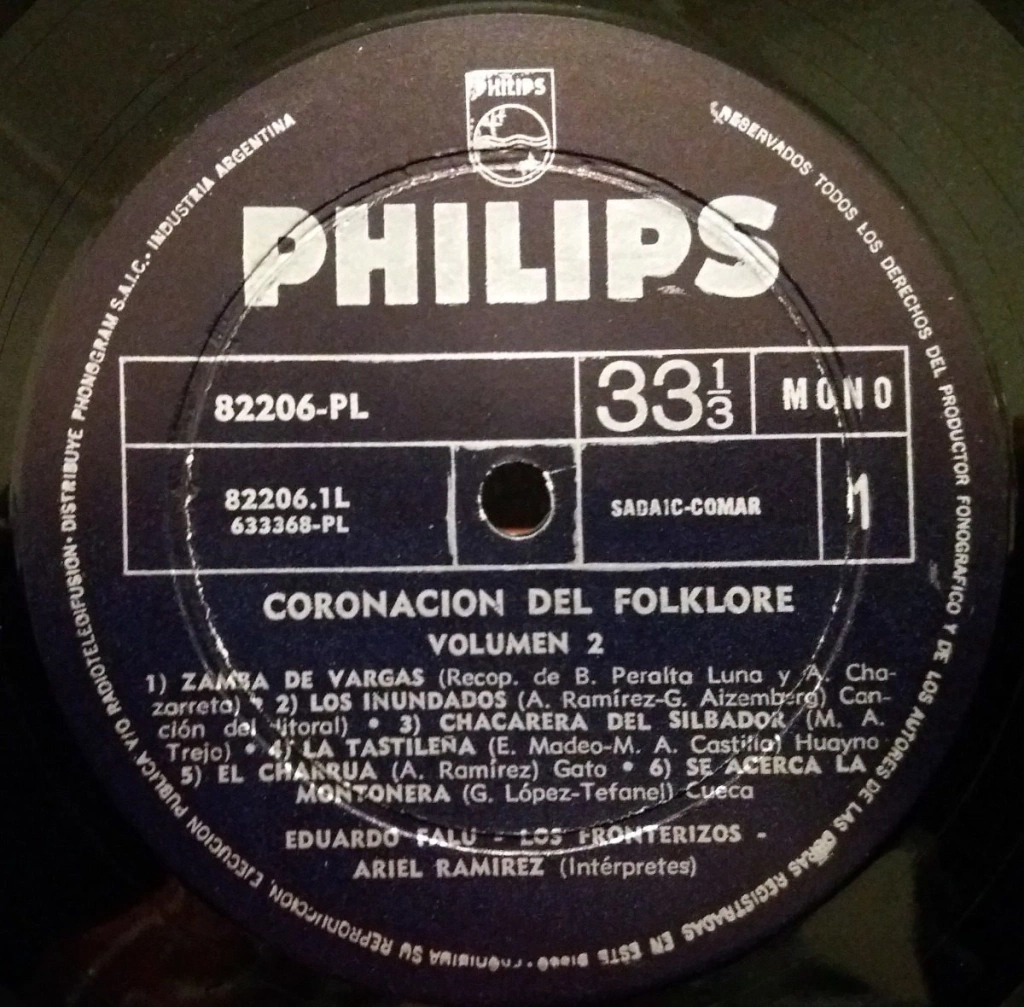 PHILIPS
PHILIPS
82206-PL
33 1/3
MONO
82206.1L
633368-PL
SADAIC-COMAR
1
CORONACION DEL FOLKLORE
VOLUMEN 2
1) ZAMBA DE VARGAS (Recop. de B. Peralta Luna y A. Cha-
zarreta) • 2) LOS INUNDADOS (A. Ramírez-G. Aizemberg) Can-
ción del litoral) • 3) CHACARERA DEL SILBADOR (M. A.
Trejo) • 4) LA TASTILEÑA (E. Madeo-M. A. Castilla) Huayno
5) EL CHARRUA (A. Ramírez) Gato • 6) SE ACERCA LA
MONTONERA (G. López-Tefanel) Cueca
EDUARDO FALU - LOS FRONTERIZOS -
ARIEL RAMIREZ (Intérpretes)
RESERVADOS TODOS LOS DERECHOS DEL PRODUCTOR FONOGRAFICO Y DE LOS AUTORES DE LAS OBRAS REGISTRADAS EN ESTE DISCO • PROHIBIDA SU REPRODUCCION, EJECUCION PUBLICA Y/O RADIOTELEDIFUSION • DISTRIBUYE PHONOGRAM S.A.I.C. • INDUSTRIA ARGENTINA